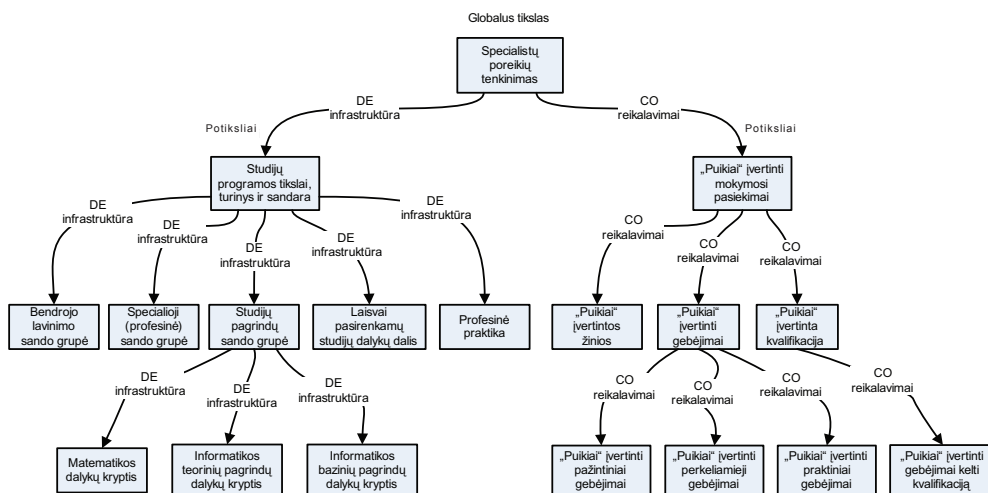 Globalus tikslas
Specialistų
poreikių
tenkinimas
DE
infrastruktūra
CO
reikalavimai
Potiksliai
Potiksliai
Studijų
programos tikslai,
turinys ir sandara
„Puikiai“ įvertinti
mokymosi
pasiekimai
DE
infrastruktūra
DE
infrastruktūra
DE
infrastruktūra
DE
infrastruktūra
DE
infrastruktūra
CO
reikalavimai
CO
reikalavimai
CO
reikalavimai
Bendrojo
lavinimo
sando grupė
Specialioji
(profesinė)
sando grupė
Studijų
pagrindų
sando grupė
Laisvai
pasirenkamų
studijų dalykų dalis
Profesinė
praktika
„Puikiai“
įvertintos
žinios
„Puikiai“
įvertinti
gebėjimai
„Puikiai“
įvertinta
kvalifikacija
DE
infrastruktūra
DE
infrastruktūra
DE
infrastruktūra
CO
reikalavimai
CO
reikalavimai
CO
reikalavimai
CO
reikalavimai
Matematikos
dalykų kryptis
Informatikos
teorinių pagrindų
dalykų kryptis
Informatikos
bazinių pagrindų
dalykų kryptis
„Puikiai“ įvertinti
pažintiniai
gebėjimai
„Puikiai“ įvertinti
perkeliamieji
gebėjimai
„Puikiai“ įvertinti
praktiniai
gebėjimai
„Puikiai“ įvertinti
gebėjimai kelti
kvalifikaciją